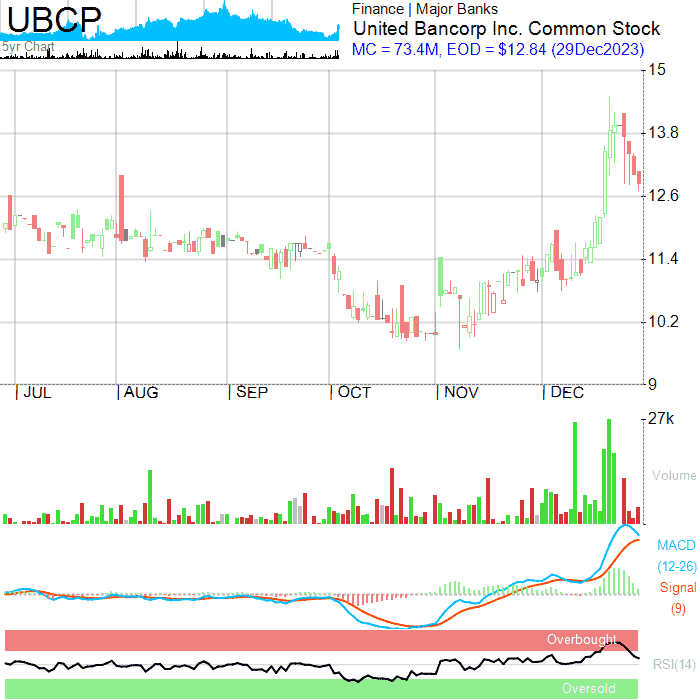 UBCP
5yr Chart
Finance | Major Banks
United Bancorp Inc. Common Stock
MC = 73.4M, EOD = $12.84 (29Dec2023)
15
13.8
12.6
11.4
10.2
9
|JUL |AUG |SEP |OCT |NOV |DEC
27k
Volume
MACD
(12-26)
Signal
(9)
Overbought
RSI(14)
Oversold